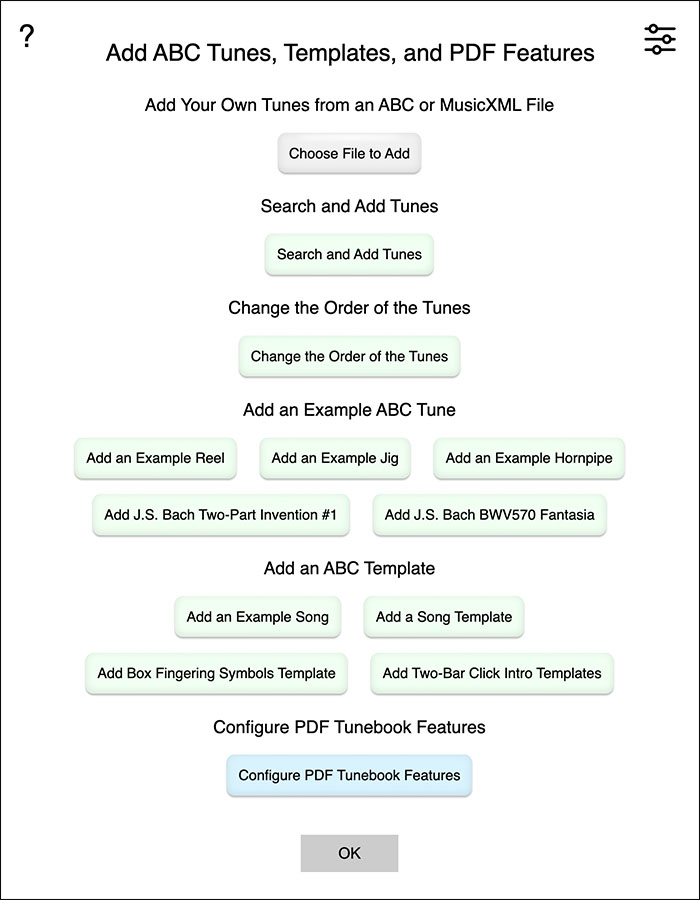 ?
Add ABC Tunes, Templates, and PDF Features
Add Your Own Tunes from an ABC or MusicXML File
Choose File to Add
Search and Add Tunes
Search and Add Tunes
Change the Order of the Tunes
Change the Order of the Tunes
Add an Example ABC Tune
Add an Example Reel
Add an Example Jig
Add an Example Hornpipe
Add J.S. Bach Two-Part Invention #1
Add J.S. Bach BWV570 Fantasia
Add an ABC Template
Add an Example Song
Add a Song Template
Add Box Fingering Symbols Template
Add Two-Bar Click Intro Templates
Configure PDF Tunebook Features
Configure PDF Tunebook Features
OK